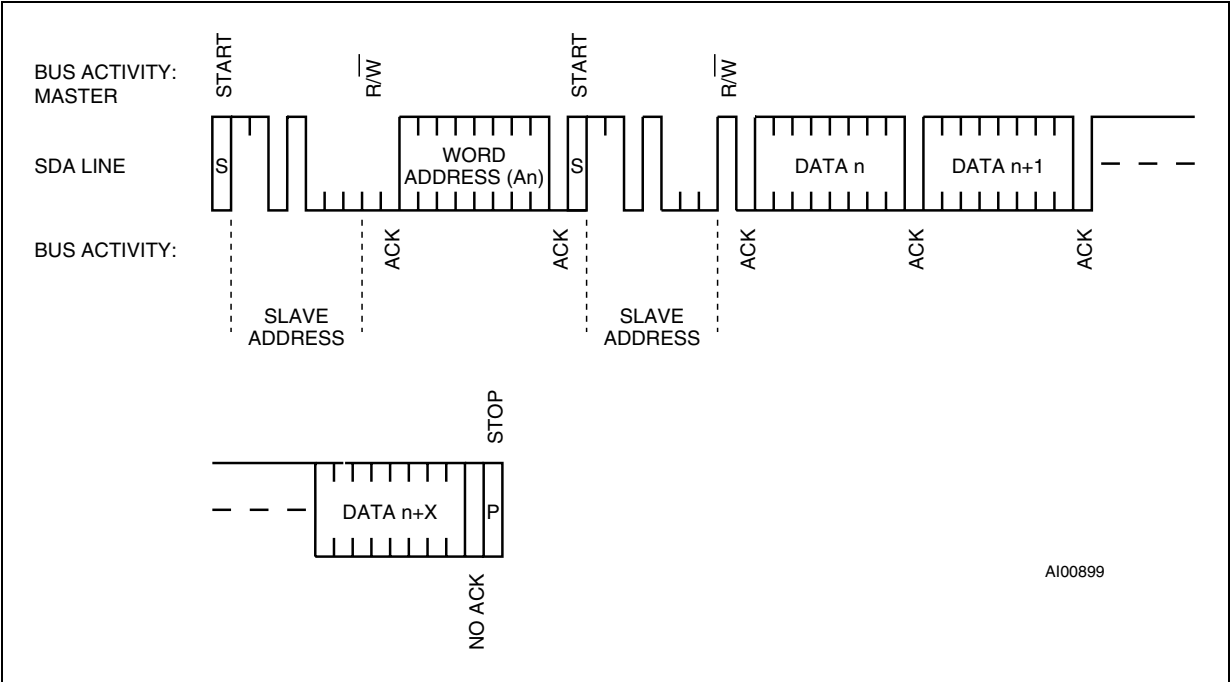 BUS ACTIVITY:
MASTER
START
R/W
START
R/W
SDA LINE
S
WORD
ADDRESS (An)
S
DATA n
DATA n+1
BUS ACTIVITY:
ACK
ACK
ACK
ACK
ACK
SLAVE
ADDRESS
SLAVE
ADDRESS
STOP
DATA n+X
P
NO ACK
AI00899